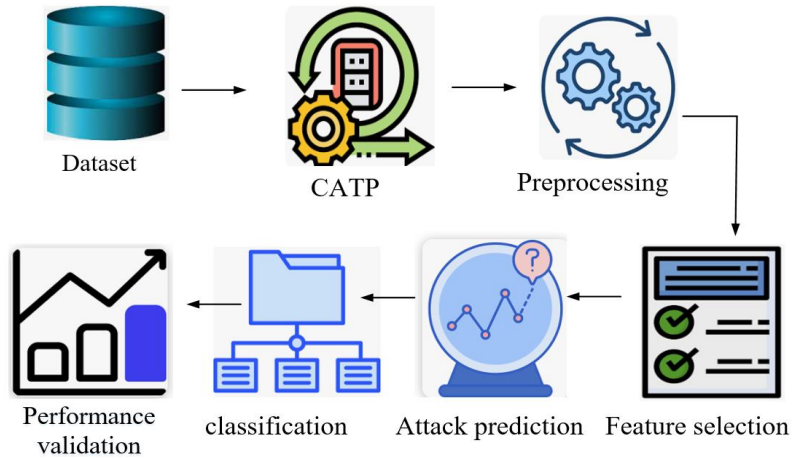 Dataset
CATP
Preprocessing
?
Performance
validation
classification
Attack prediction
Feature selection